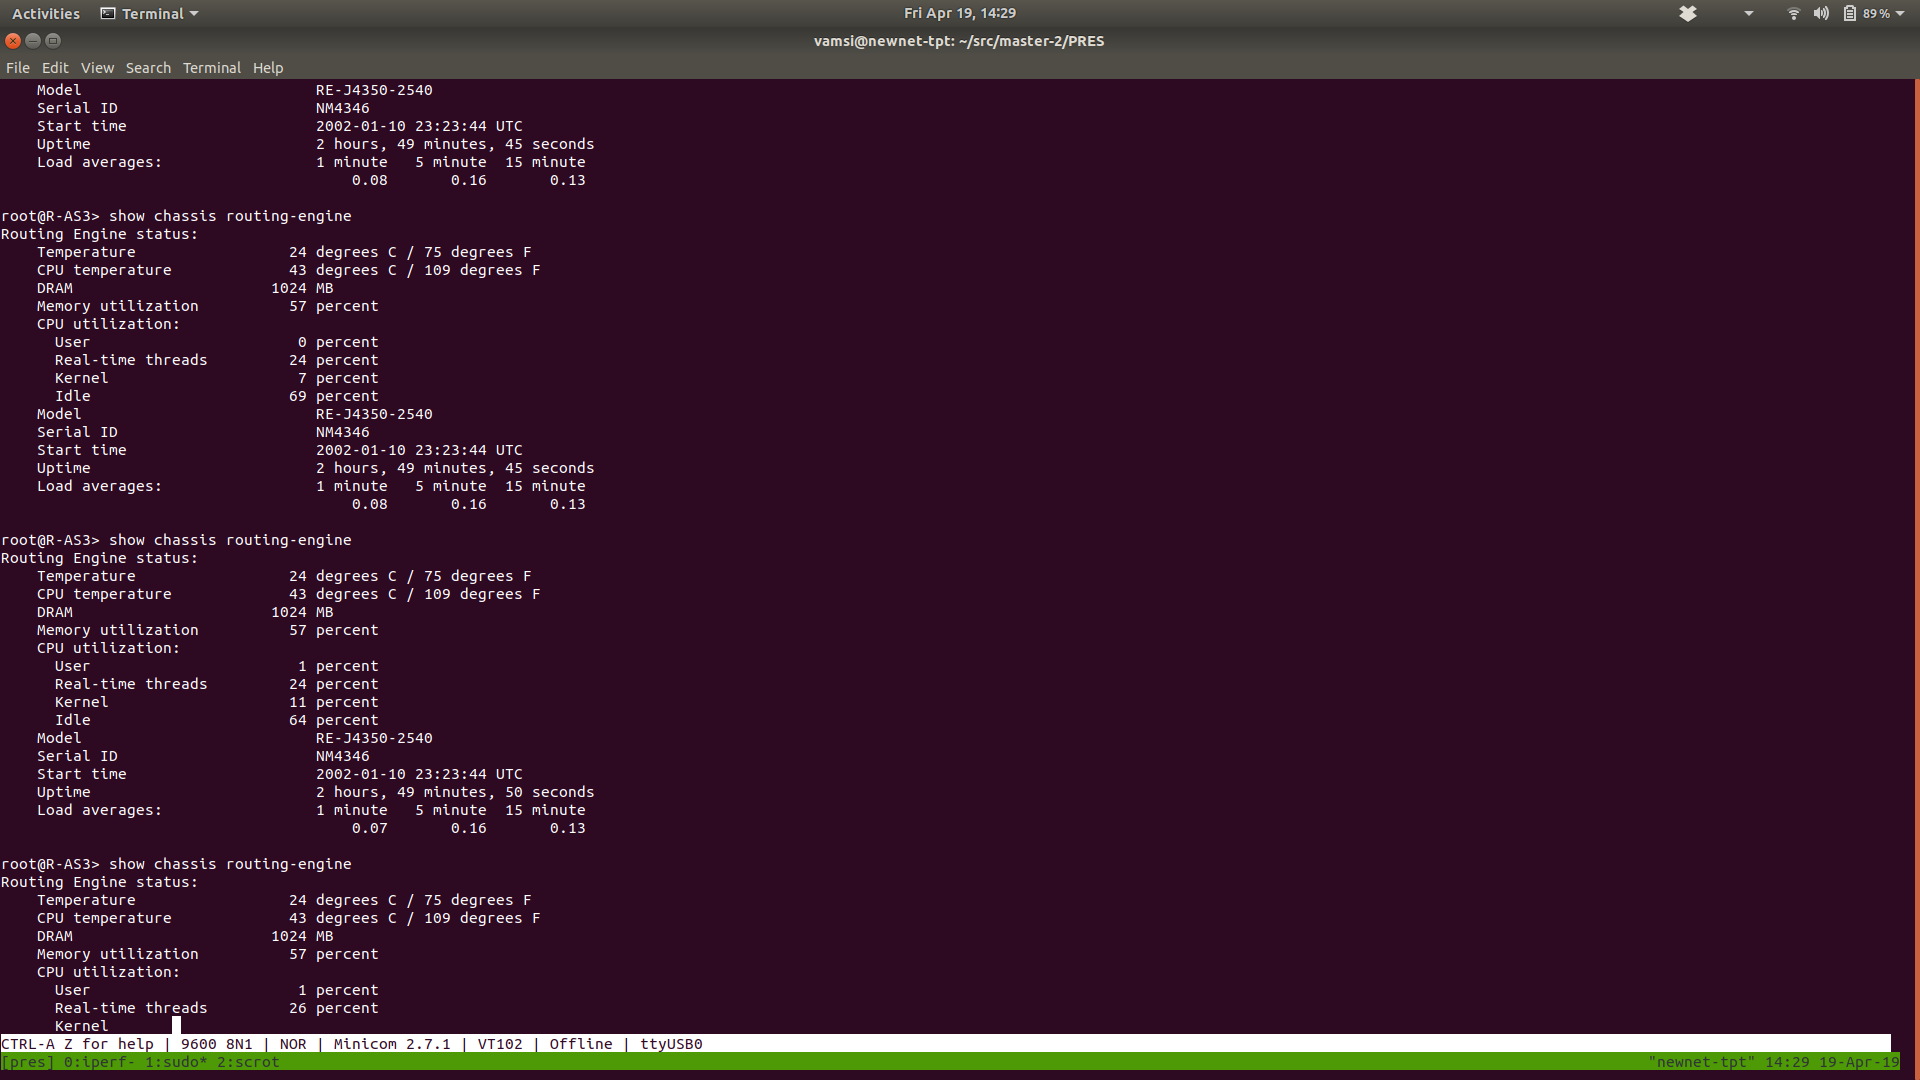 Activities Terminal Fri Apr 19, 14:29 89 %
vamsi@newnet-tpt: ~/src/master-2/PRES
File Edit View Search Terminal Help
    Model                          RE-J4350-2540
    Serial ID                      NM4346
    Start time                     2002-01-10 23:23:44 UTC
    Uptime                         2 hours, 49 minutes, 45 seconds
    Load averages:                 1 minute   5 minute  15 minute
                                       0.08       0.16       0.13
root@R-AS3> show chassis routing-engine
Routing Engine status:
    Temperature                 24 degrees C / 75 degrees F
    CPU temperature             43 degrees C / 109 degrees F
    DRAM                      1024 MB
    Memory utilization          57 percent
    CPU utilization:
      User                       0 percent
      Real-time threads         24 percent
      Kernel                     7 percent
      Idle                      69 percent
    Model                          RE-J4350-2540
    Serial ID                      NM4346
    Start time                     2002-01-10 23:23:44 UTC
    Uptime                         2 hours, 49 minutes, 45 seconds
    Load averages:                 1 minute   5 minute  15 minute
                                       0.08       0.16       0.13
root@R-AS3> show chassis routing-engine
Routing Engine status:
    Temperature                 24 degrees C / 75 degrees F
    CPU temperature             43 degrees C / 109 degrees F
    DRAM                      1024 MB
    Memory utilization          57 percent
    CPU utilization:
      User                       1 percent
      Real-time threads         24 percent
      Kernel                    11 percent
      Idle                      64 percent
    Model                          RE-J4350-2540
    Serial ID                      NM4346
    Start time                     2002-01-10 23:23:44 UTC
    Uptime                         2 hours, 49 minutes, 50 seconds
    Load averages:                 1 minute   5 minute  15 minute
                                       0.07       0.16       0.13
root@R-AS3> show chassis routing-engine
Routing Engine status:
    Temperature                 24 degrees C / 75 degrees F
    CPU temperature             43 degrees C / 109 degrees F
    DRAM                      1024 MB
    Memory utilization          57 percent
    CPU utilization:
      User                       1 percent
      Real-time threads         26 percent
      Kernel
CTRL-A Z for help | 9600 8N1 | NOR | Minicom 2.7.1 | VT102 | Offline | ttyUSB0
[pres] 0:iperf- 1:sudo* 2:scrot "newnet-tpt" 14:29 19-Apr-19